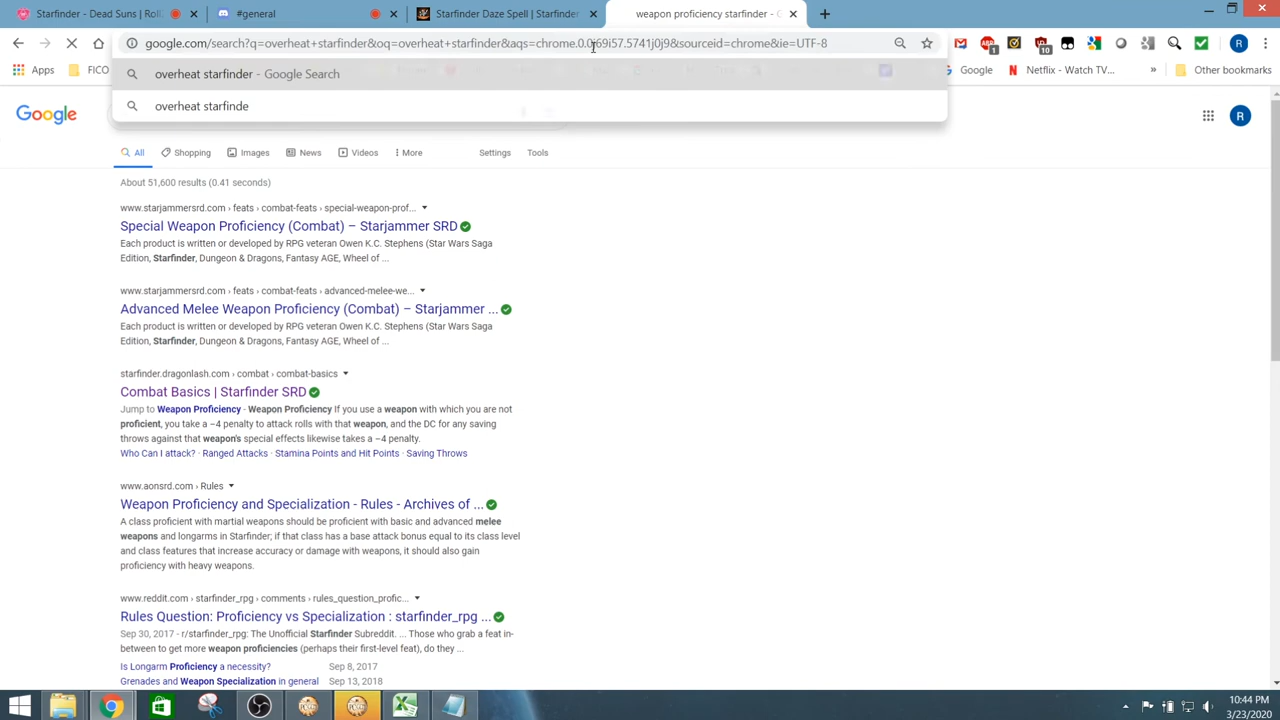 Dead Suns | Roll
#general
Starfinder Daze Spell | Starfinder
weapon proficiency starfinder - G
google.com/search?q=overheat+starfinder&oq=overheat+starfinder&aqs=chrome.0.0j69i57.5741j0j9&sourceid=chrome&ie=UTF-8
R
Apps
FICO
Google
Netflix - Watch TV...
»
Other bookmarks
overheat starfinder - Google Search
overheat starfinde
Google
R
All
Shopping
Images
News
Videos
More
Settings
Tools
About 51,600 results (0.41 seconds)
www.starjammersrd.com › feats › combat-feats › special-weapon-prof...
Special Weapon Proficiency (Combat) – Starjammer SRD
Each product is written or developed by RPG veteran Owen K.C. Stephens (Star Wars Saga
Edition, Starfinder, Dungeon & Dragons, Fantasy AGE, Wheel of ...
www.starjammersrd.com › feats › combat-feats › advanced-melee-we...
Advanced Melee Weapon Proficiency (Combat) – Starjammer ...
Each product is written or developed by RPG veteran Owen K.C. Stephens (Star Wars Saga
Edition, Starfinder, Dungeon & Dragons, Fantasy AGE, Wheel of ...
starfinder.dragonlash.com › combat › combat-basics
Combat Basics | Starfinder SRD
Jump to Weapon Proficiency - Weapon Proficiency If you use a weapon with which you are not
proficient, you take a −4 penalty to attack rolls with that weapon, and the DC for any saving
throws against that weapon's special effects likewise takes a −4 penalty.
Who Can I attack? · Ranged Attacks · Stamina Points and Hit Points · Saving Throws
www.aonsrd.com › Rules
Weapon Proficiency and Specialization - Rules - Archives of ...
A class proficient with martial weapons should be proficient with basic and advanced melee
weapons and longarms in Starfinder; if that class has a base attack bonus equal to its class level
and class features that increase accuracy or damage with weapons, it should also gain
proficiency with heavy weapons.
www.reddit.com › starfinder_rpg › comments › rules_question_profic...
Rules Question: Proficiency vs Specialization : starfinder_rpg ...
Sep 30, 2017 - r/starfinder_rpg: The Unofficial Starfinder Subreddit. ... Those who grab a feat in-
between to get more weapon proficiencies (perhaps their first-level feat), do they ...
Is Longarm Proficiency a necessity? Sep 8, 2017
Grenades and Weapon Specialization in general Sep 13, 2018
10:44 PM
3/23/2020